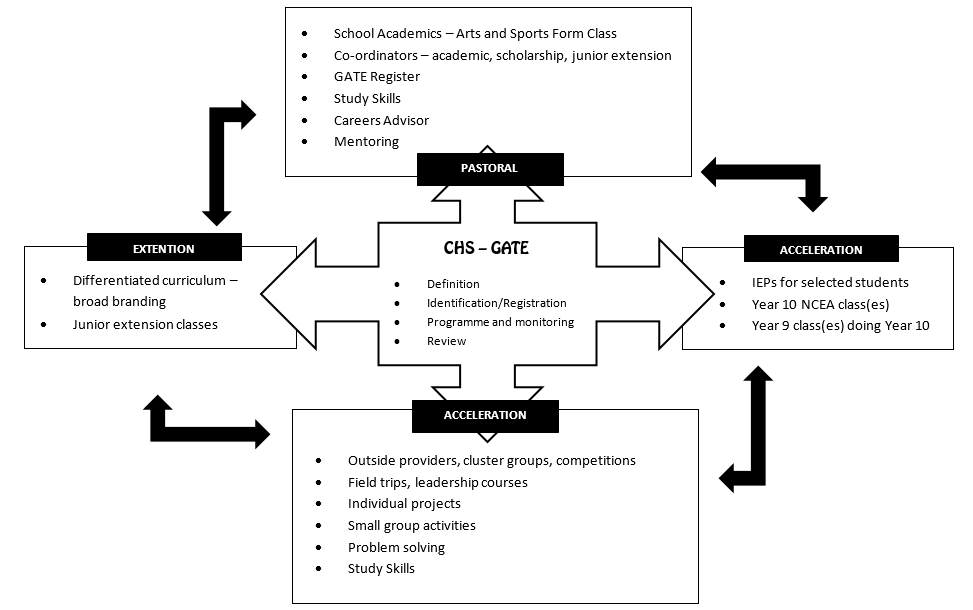 • School Academics – Arts and Sports Form Class
• Co-ordinators – academic, scholarship, junior extension
• GATE Register
• Study Skills
• Careers Advisor
• Mentoring
PASTORAL
EXTENTION
• Differentiated curriculum –
broad branding
• Junior extension classes
CHS – GATE
• Definition
• Identification/Registration
• Programme and monitoring
• Review
ACCELERATION
• IEPs for selected students
• Year 10 NCEA class(es)
• Year 9 class(es) doing Year 10
ACCELERATION
• Outside providers, cluster groups, competitions
• Field trips, leadership courses
• Individual projects
• Small group activities
• Problem solving
• Study Skills